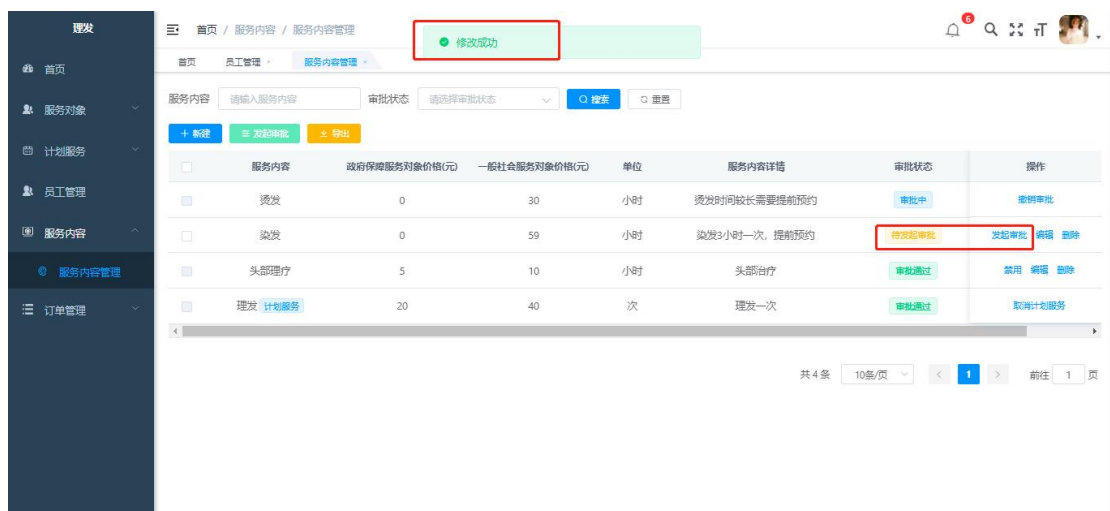 理发
首页 / 服务内容 / 服务内容管理
修改成功
6
首页
服务对象
计划服务
员工管理
服务内容
服务内容管理
订单管理
首页 员工管理 × 服务内容管理 ×
服务内容 请输入服务内容 审批状态 请选择审批状态 搜索 重置
+ 新建 发起审批 导出
服务内容 政府保障服务对象价格(元) 一般社会服务对象价格(元) 单位 服务内容详情 审批状态 操作
烫发 0 30 小时 烫发时间较长需要提前预约 审批中 撤销审批
染发 0 59 小时 染发3小时一次，提前预约 待发起审批 发起审批 编辑 删除
头部理疗 5 10 小时 头部治疗 审批通过 禁用 编辑 删除
理发 计划服务 20 40 次 理发一次 审批通过 取消计划服务
共 4 条 10条/页 < 1 > 前往 1 页